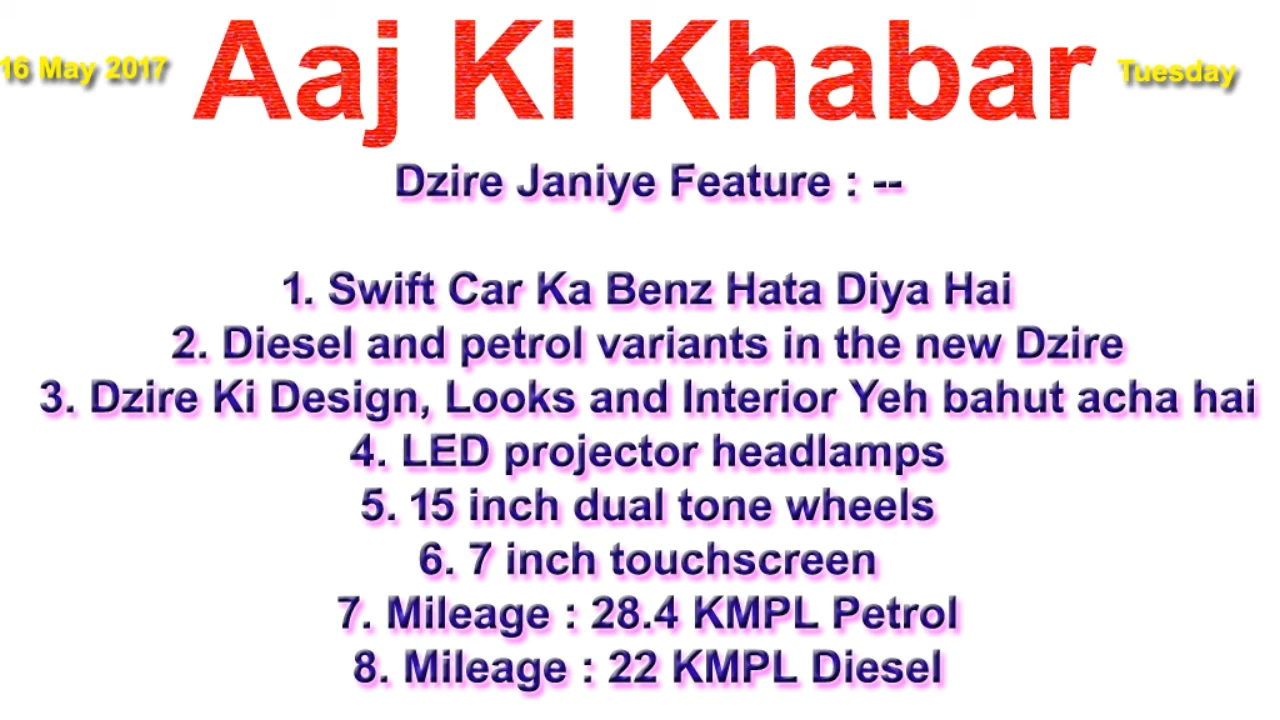 16 May 2017 Aaj Ki Khabar Tuesday
Dzire Janiye Feature : --
1. Swift Car Ka Benz Hata Diya Hai
2. Diesel and petrol variants in the new Dzire
3. Dzire Ki Design, Looks and Interior Yeh bahut acha hai
4. LED projector headlamps
5. 15 inch dual tone wheels
6. 7 inch touchscreen
7. Mileage : 28.4 KMPL Petrol
8. Mileage : 22 KMPL Diesel